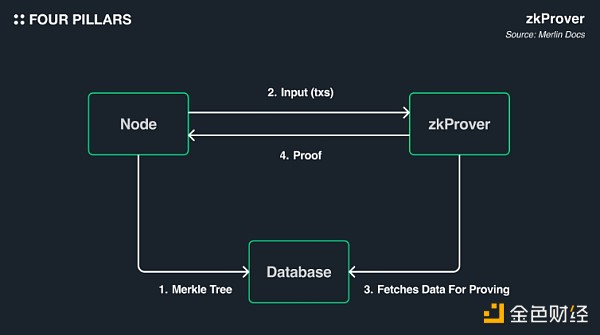 FOUR PILLARS
zkProver
Source: Merlin Docs
2. Input (txs)
Node
zkProver
4. Proof
Database
1. Merkle Tree
3. Fetches Data For Proving
金色财经